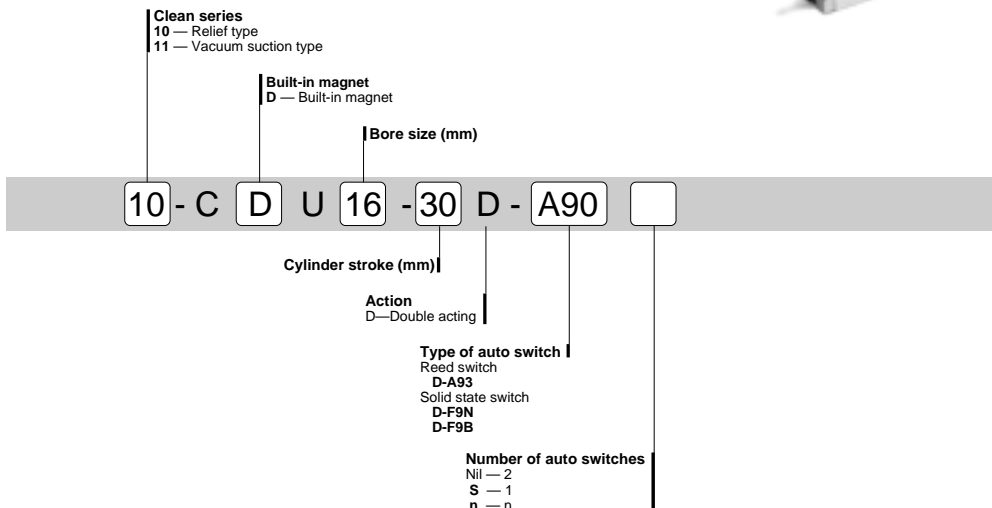 Clean series
10 — Relief type
11 — Vacuum suction type
Built-in magnet
D — Built-in magnet
Bore size (mm)
10 - C D U 16 - 30 D - A90
Cylinder stroke (mm)
Action
D—Double acting
Type of auto switch
Reed switch
D-A93
Solid state switch
D-F9N
D-F9B
Number of auto switches
Nil — 2
S — 1
n — n